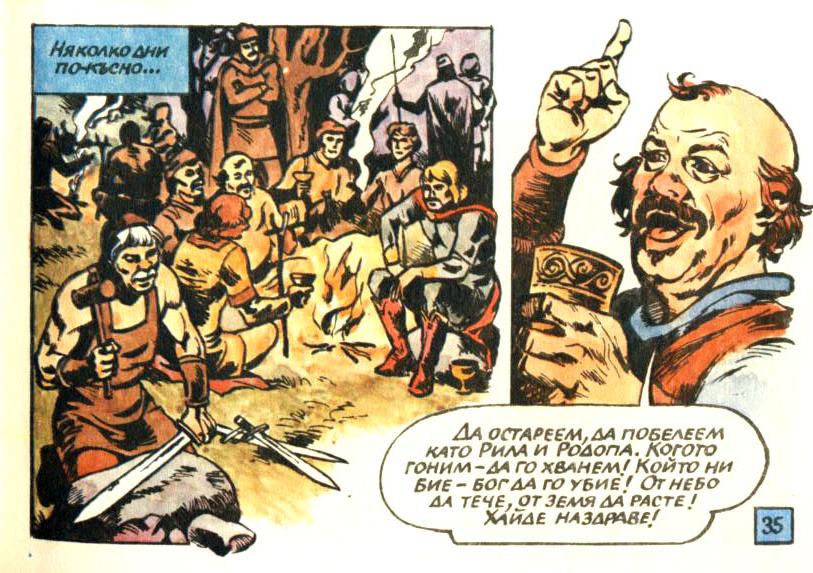 Няколко дни
по-късно...
Да остареем, да побелеем
като Рила и Родопа. Когото
гоним – да го хванем! Който ни
бие – бог да го убие! От небо
да тече, от земя да расте!
Хайде наздраве!
35